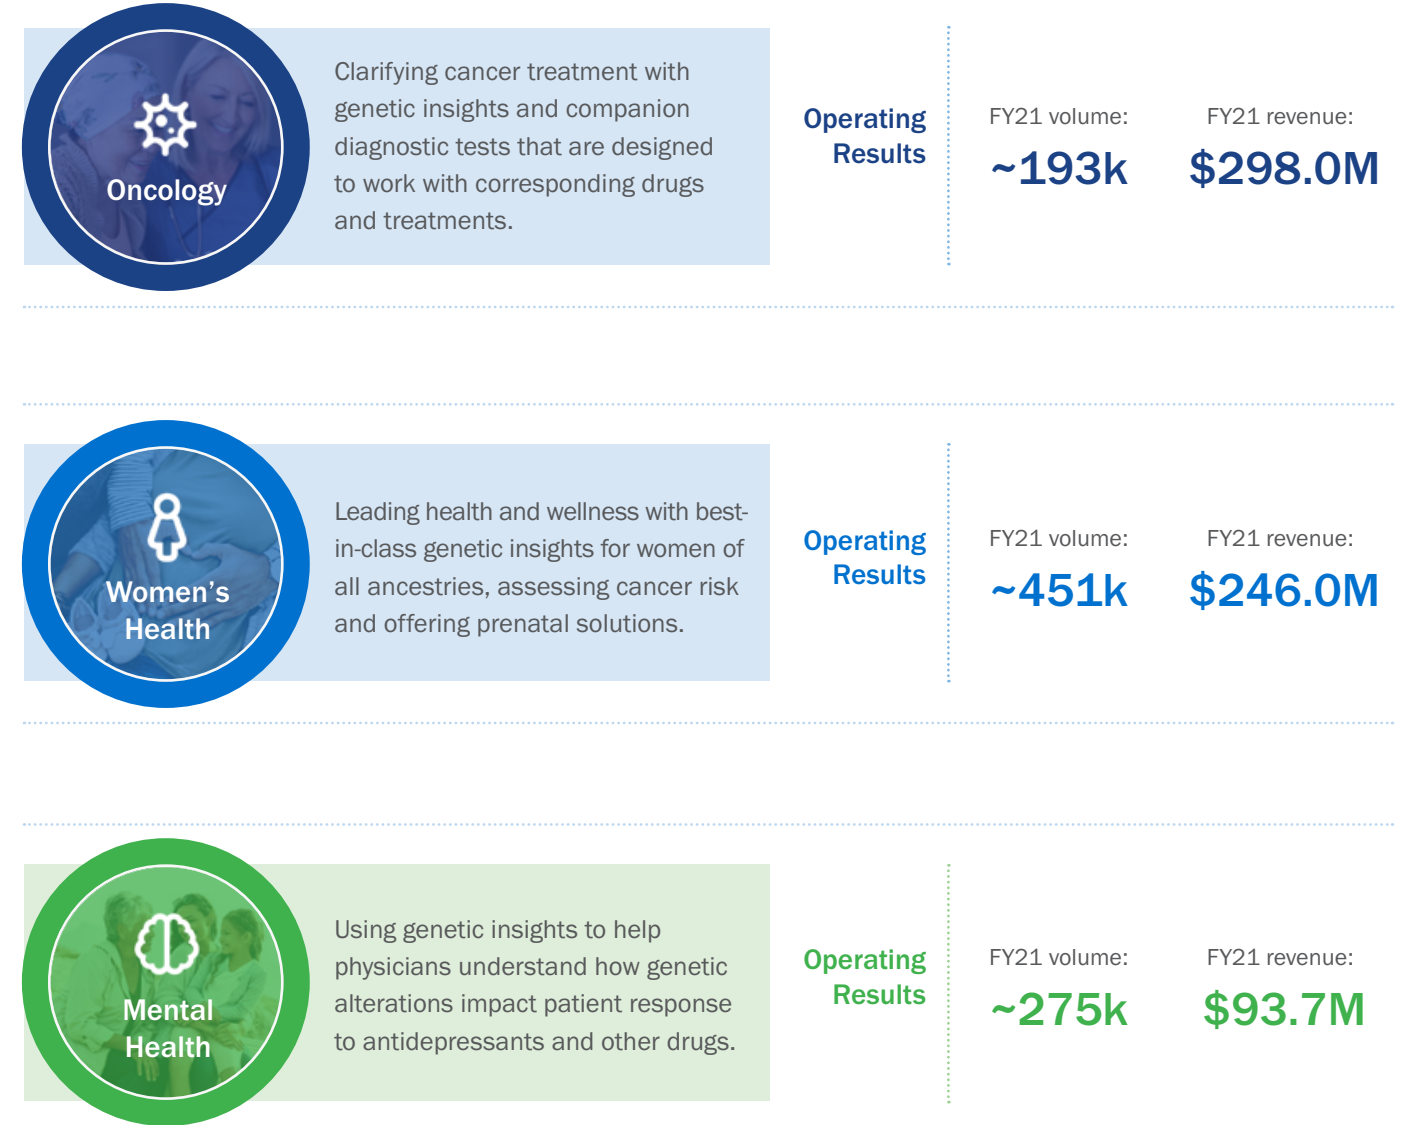 Oncology
Clarifying cancer treatment with
genetic insights and companion
diagnostic tests that are designed
to work with corresponding drugs
and treatments.
Operating
Results
FY21 volume:
~193k
FY21 revenue:
$298.0M
Women's
Health
Leading health and wellness with best-
in-class genetic insights for women of
all ancestries, assessing cancer risk
and offering prenatal solutions.
Operating
Results
FY21 volume:
~451k
FY21 revenue:
$246.0M
Mental
Health
Using genetic insights to help
physicians understand how genetic
alterations impact patient response
to antidepressants and other drugs.
Operating
Results
FY21 volume:
~275k
FY21 revenue:
$93.7M